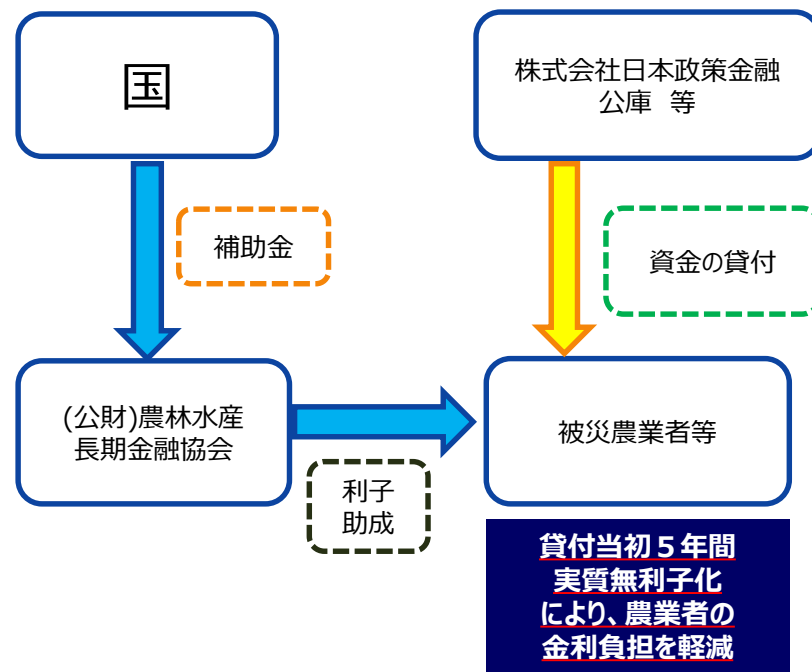 国
株式会社日本政策金融
公庫 等
補助金
資金の貸付
(公財)農林水産
長期金融協会
被災農業者等
利子
助成
貸付当初５年間
実質無利子化
により、農業者の
金利負担を軽減